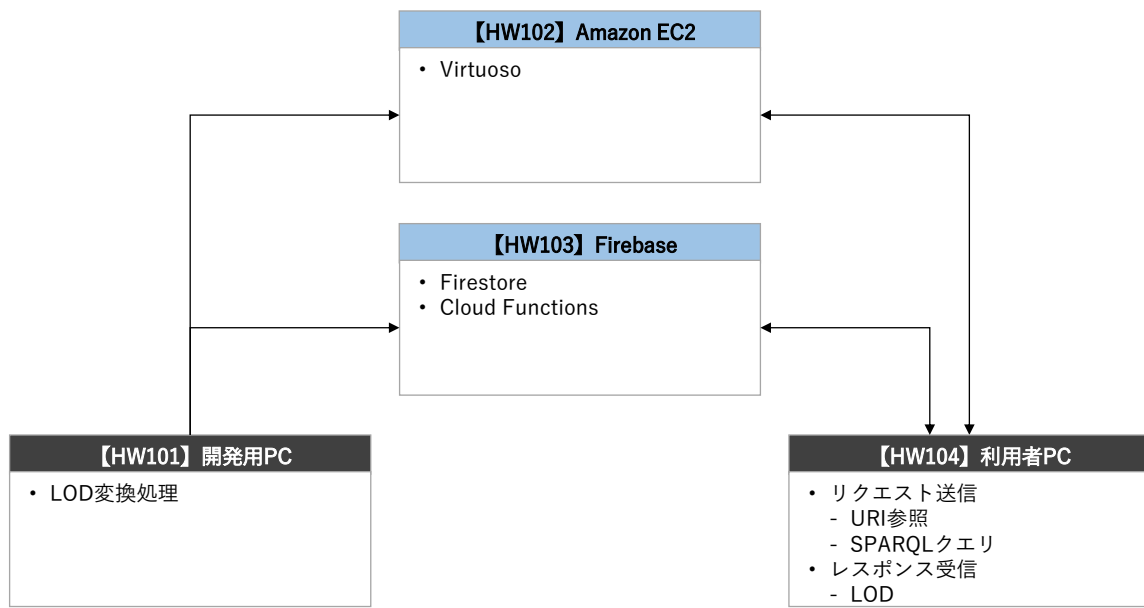 【HW102】Amazon EC2
• Virtuoso
【HW103】Firebase
• Firestore
• Cloud Functions
【HW101】開発用PC
• LOD変換処理
【HW104】利用者PC
• リクエスト送信
- URI参照
- SPARQLクエリ
• レスポンス受信
- LOD